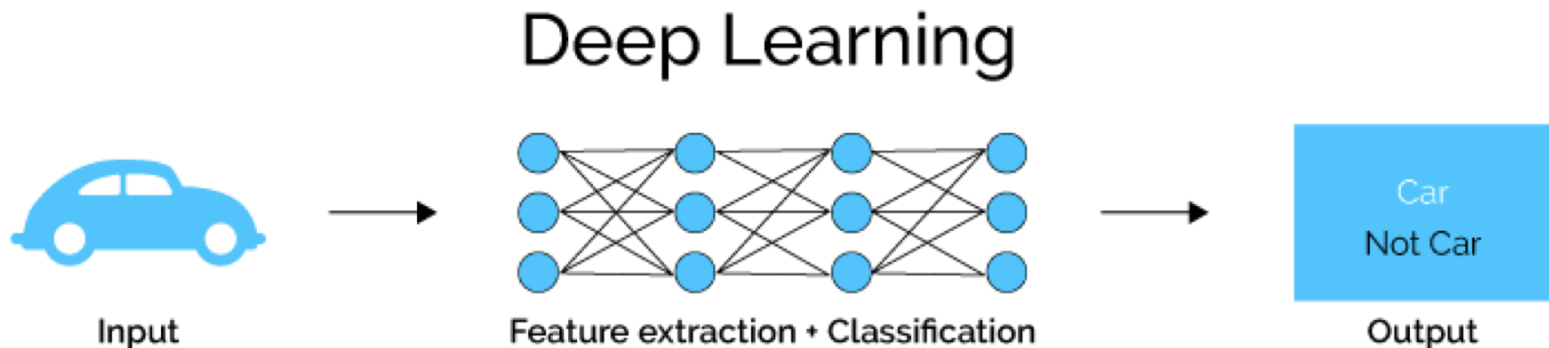 Deep Learning
Car
Not Car
Input
Feature extraction + Classification
Output